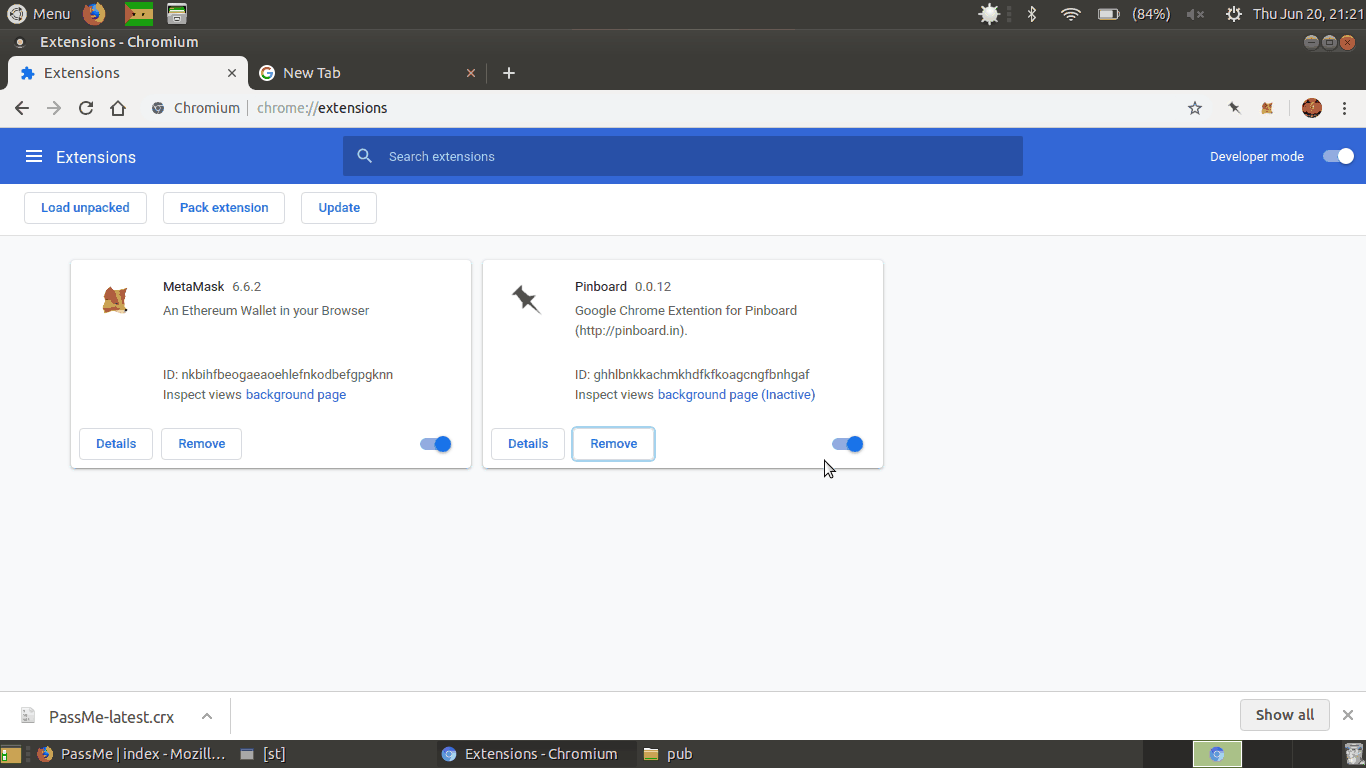 Menu
(84%)
Thu Jun 20, 21:21
Extensions - Chromium
Extensions
New Tab
Chromium
chrome://extensions
Extensions
Search extensions
Developer mode
Load unpacked
Pack extension
Update
MetaMask 6.6.2
An Ethereum Wallet in your Browser
ID: nkbihfbeogaeaoehlefnkodbefgpgknn
Inspect views background page
Details
Remove
Pinboard 0.0.12
Google Chrome Extention for Pinboard
(http://pinboard.in).
ID: ghhlbnkkachmkhdfkfkoagcngfbnhgaf
Inspect views background page (Inactive)
Details
Remove
PassMe-latest.crx
Show all
PassMe | index - Mozill...
[st]
Extensions - Chromium
pub